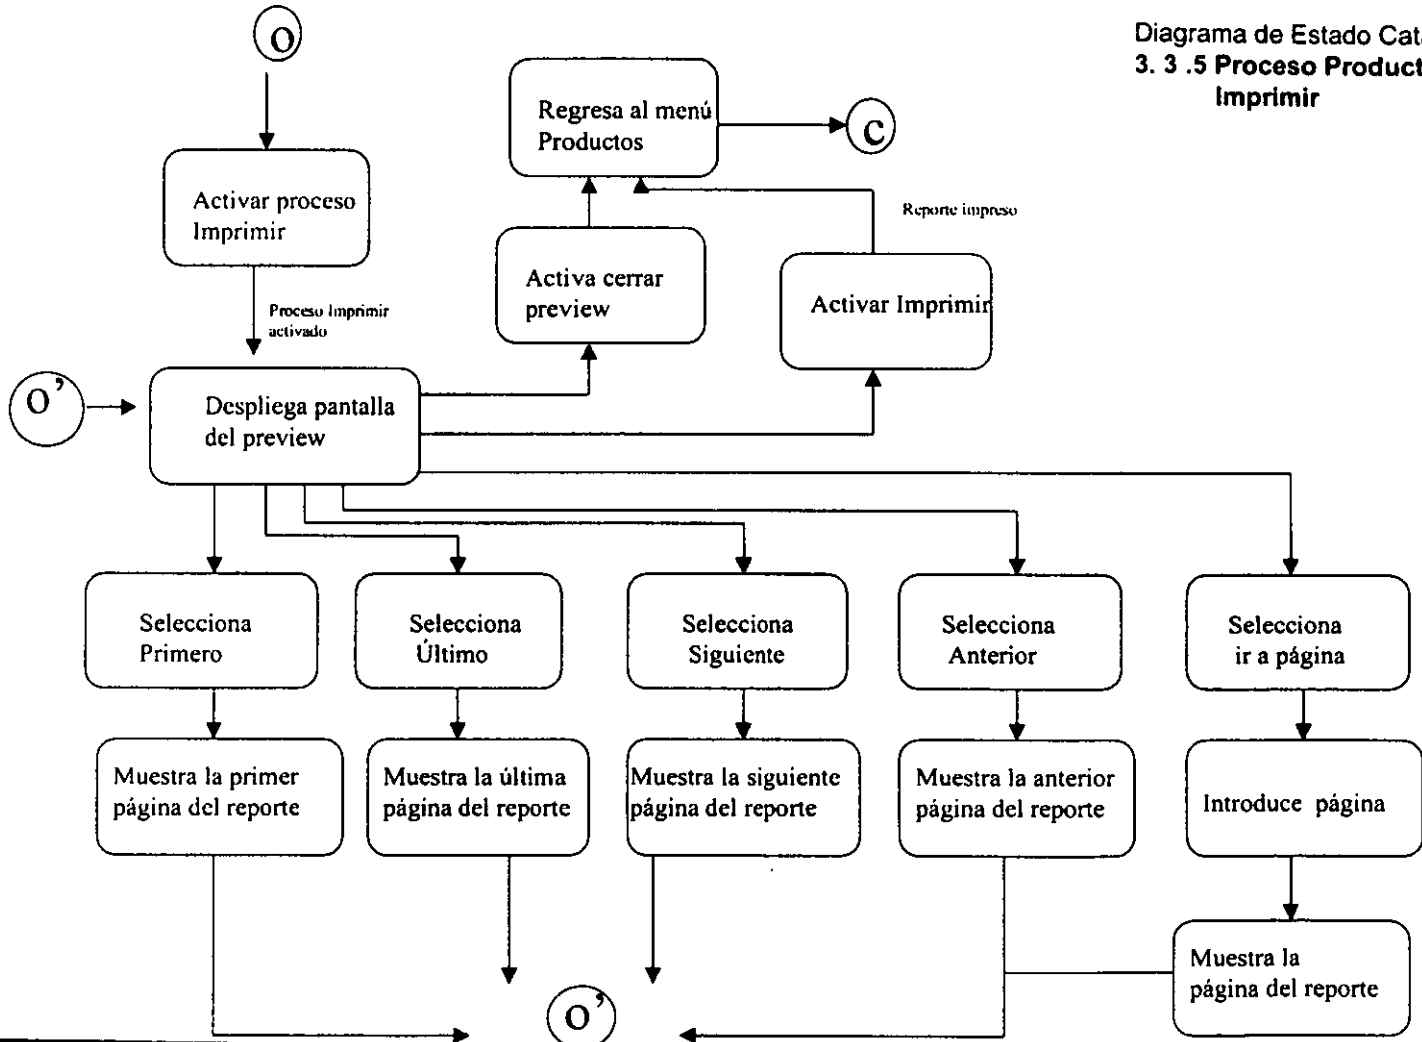 Diagrama de Estado Cat
3. 3 .5 Proceso Product
Imprimir
O
Regresa al menú
Productos
C
Activar proceso
Imprimir
Reporte impreso
Activa cerrar
preview
Activar Imprimir
Proceso Imprimir
activado
O’
Despliega pantalla
del preview
Selecciona
Primero
Selecciona
Último
Selecciona
Siguiente
Selecciona
Anterior
Selecciona
ir a página
Muestra la primer
página del reporte
Muestra la última
página del reporte
Muestra la siguiente
página del reporte
Muestra la anterior
página del reporte
Introduce página
Muestra la
página del reporte
O’